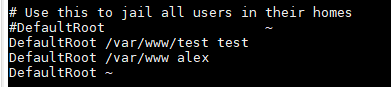 # Use this to jail all users in their homes
#DefaultRoot ~
DefaultRoot /var/www/test test
DefaultRoot /var/www alex
DefaultRoot ~